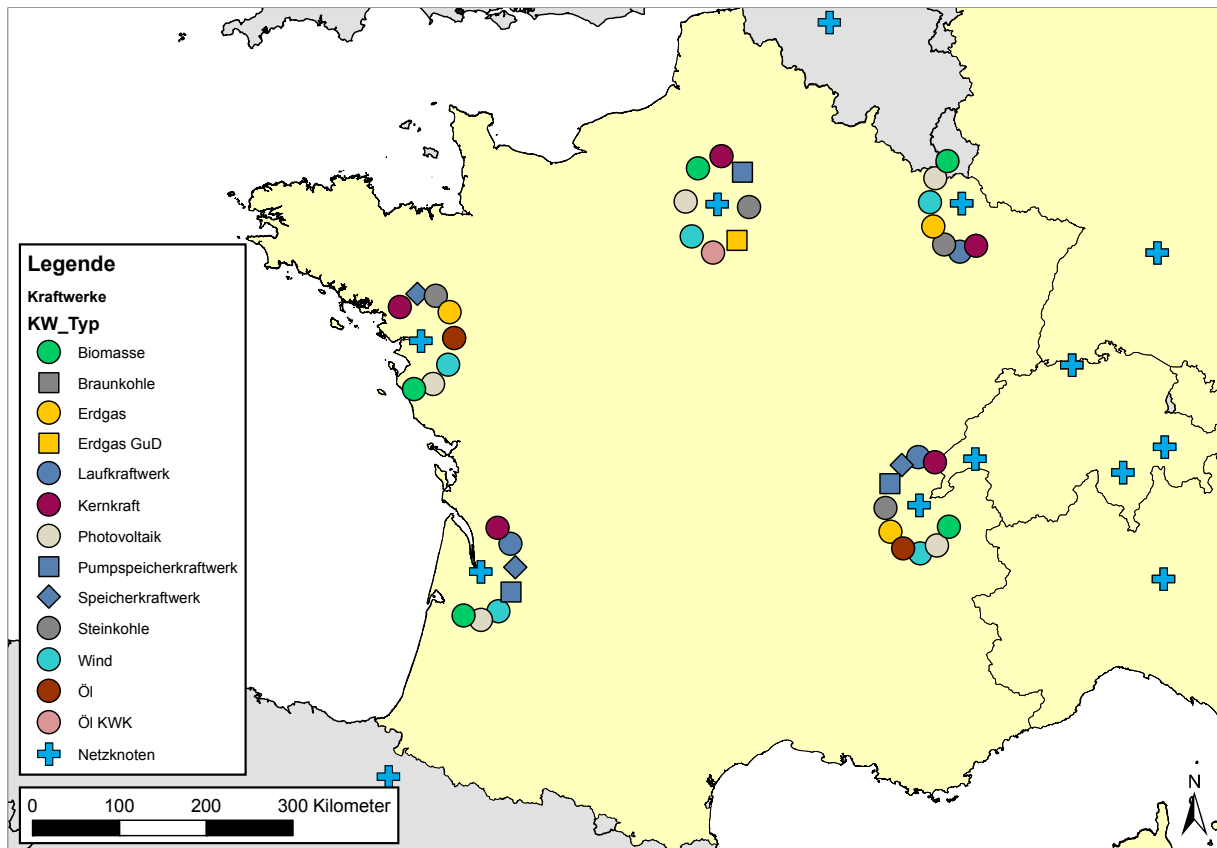 Legende
Kraftwerke
KW_Typ
Biomasse
Braunkohle
Erdgas
Erdgas GuD
Laufkraftwerk
Kernkraft
Photovoltaik
Pumpspeicherkraftwerk
Speicherkraftwerk
Steinkohle
Wind
Öl
Öl KWK
Netzknoten
0 100 200 300 Kilometer
N